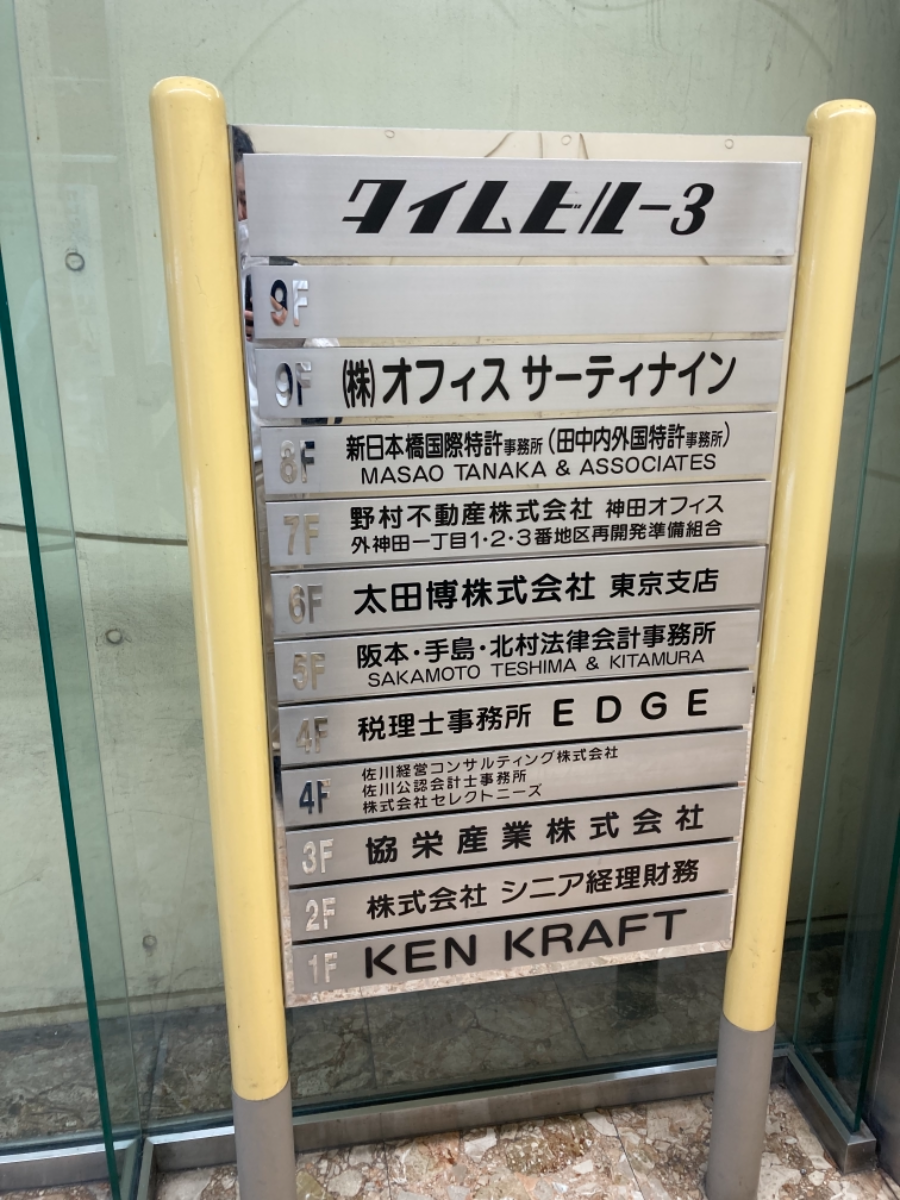 タイムビル-3
9F
9F ㈱オフィス サーティナイン
8F 新日本橋国際特許事務所(田中内外国特許事務所)
MASAO TANAKA & ASSOCIATES
7F 野村不動産株式会社 神田オフィス
外神田一丁目1・2・3番地区再開発準備組合
6F 太田博株式会社 東京支店
5F 阪本・手島・北村法律会計事務所
SAKAMOTO TESHIMA & KITAMURA
4F 税理士事務所 EDGE
4F 佐川経営コンサルティング株式会社
佐川公認会計士事務所
株式会社セレクトニーズ
3F 協栄産業株式会社
2F 株式会社 シニア経理財務
1F KEN KRAFT